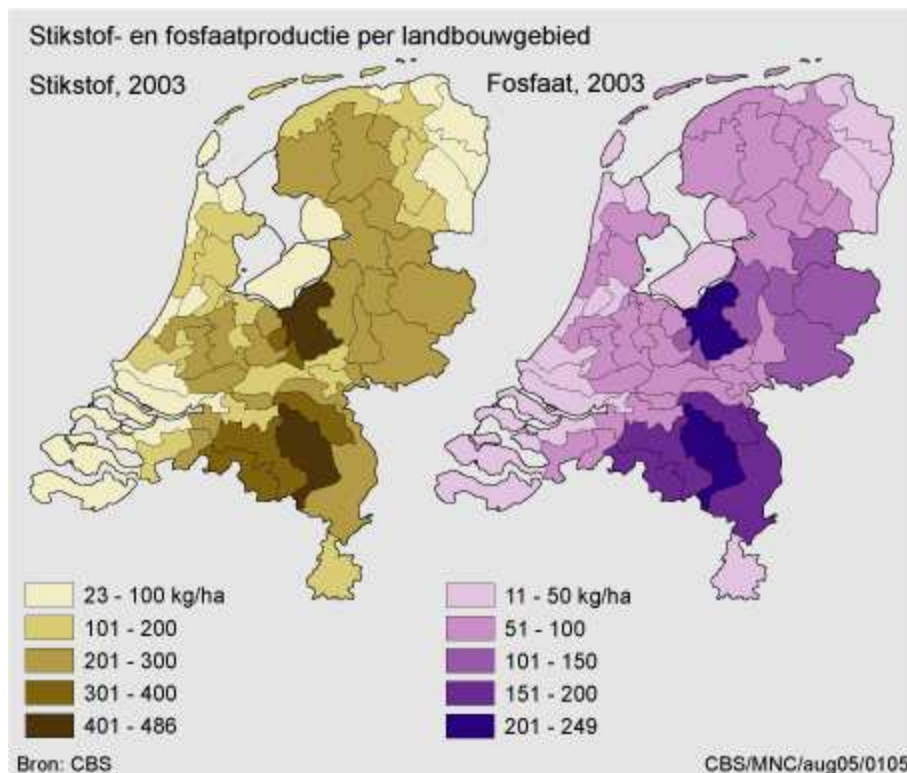 Stikstof- en fosfaatproductie per landbouwgebied
Stikstof, 2003
Fosfaat, 2003
23 - 100 kg/ha
101 - 200
201 - 300
301 - 400
401 - 486
11 - 50 kg/ha
51 - 100
101 - 150
151 - 200
201 - 249
Bron: CBS
CBS/MNC/aug05/0105